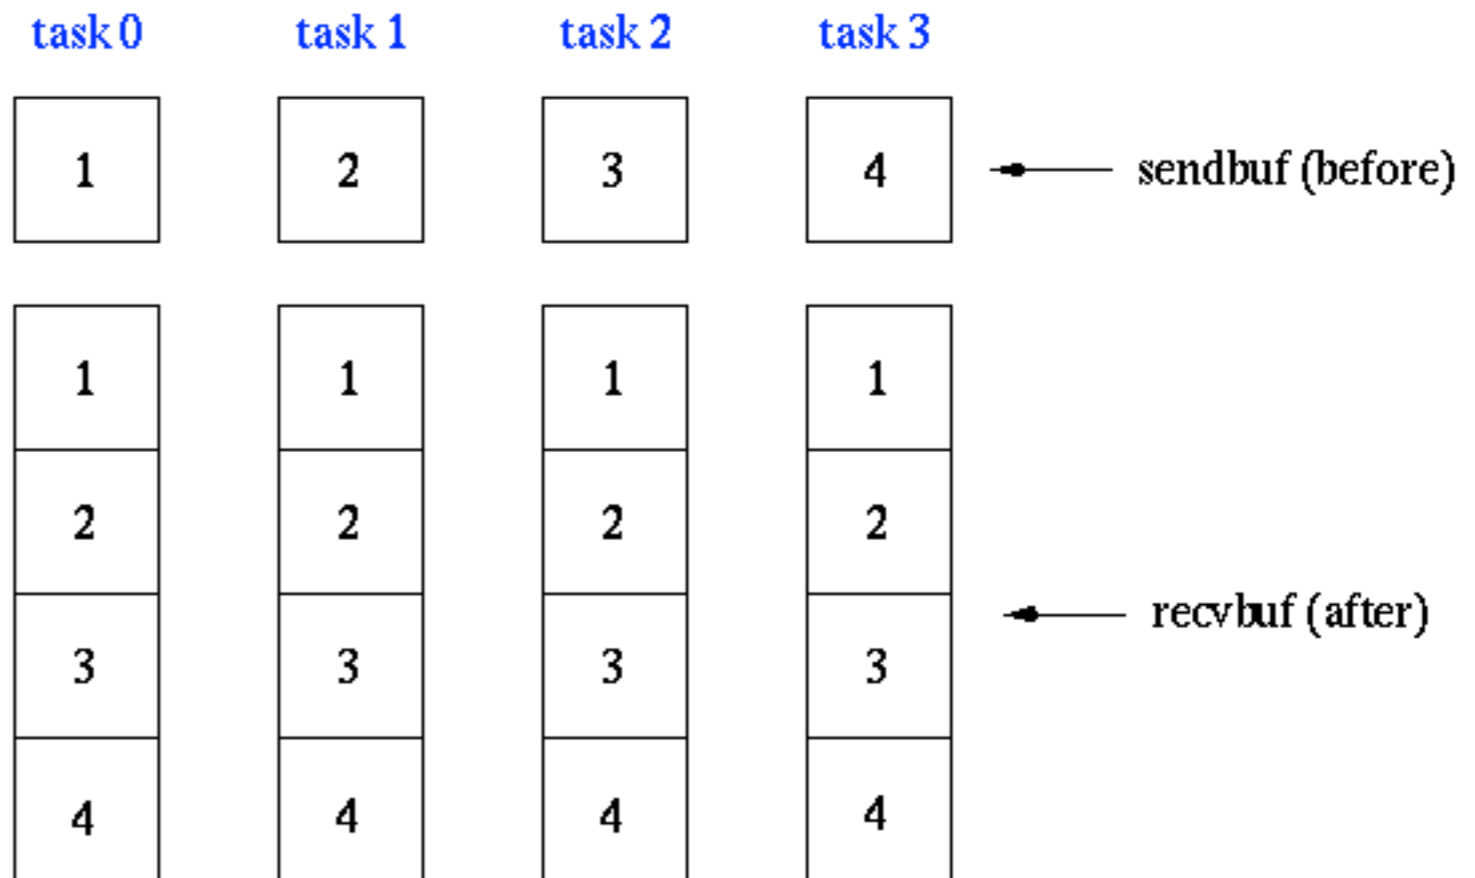 task 0 task 1 task 2 task 3
1 2 3 4 sendbuf (before)
1 1 1 1
2 2 2 2
recvbuf (after)
3 3 3 3
4 4 4 4